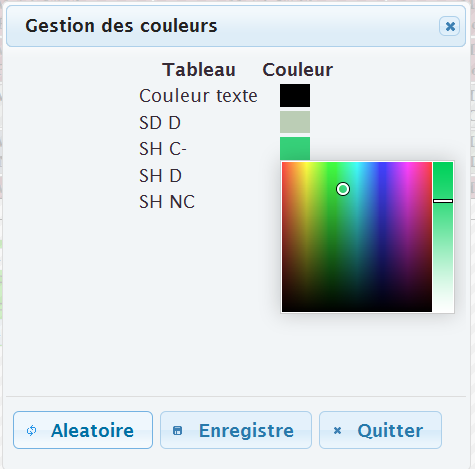 Gestion des couleurs
Tableau Couleur
Couleur texte
SD D
SH C-
SH D
SH NC
Aleatoire Enregistre Quitter